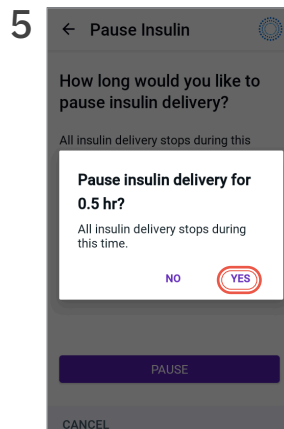 5
Pause Insulin
How long would you like to
pause insulin delivery?
All insulin delivery stops during this
Pause insulin delivery for
0.5 hr?
All insulin delivery stops during
this time.
NO YES
PAUSE
CANCEL